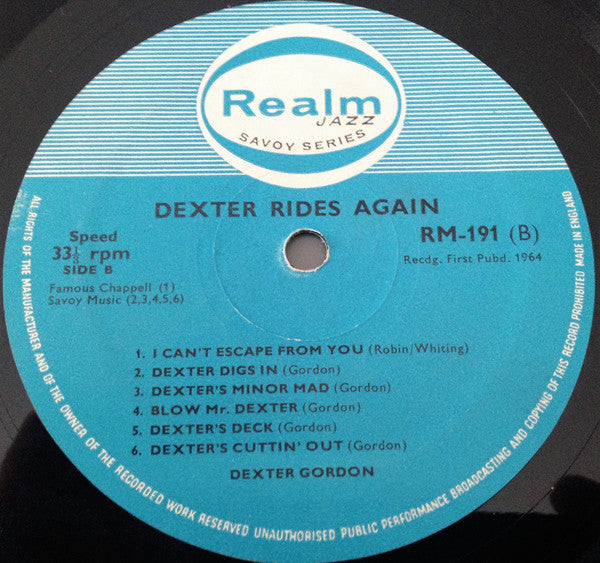 Realm
JAZZ
SAVOY SERIES
DEXTER RIDES AGAIN
Speed
33⅓ rpm
SIDE B
RM-191 (B)
Recdg. First Pubd. 1964
Famous Chappell (1)
Savoy Music (2,3,4,5,6)
1. I CAN'T ESCAPE FROM YOU (Robin/Whiting)
2. DEXTER DIGS IN (Gordon)
3. DEXTER'S MINOR MAD (Gordon)
4. BLOW Mr. DEXTER (Gordon)
5. DEXTER'S DECK (Gordon)
6. DEXTER'S CUTTIN' OUT (Gordon)
DEXTER GORDON
ALL RIGHTS OF THE MANUFACTURER AND OF THE OWNER OF THE RECORDED WORK RESERVED UNAUTHORISED PUBLIC PERFORMANCE BROADCASTING AND COPYING OF THIS RECORD PROHIBITED MADE IN ENGLAND